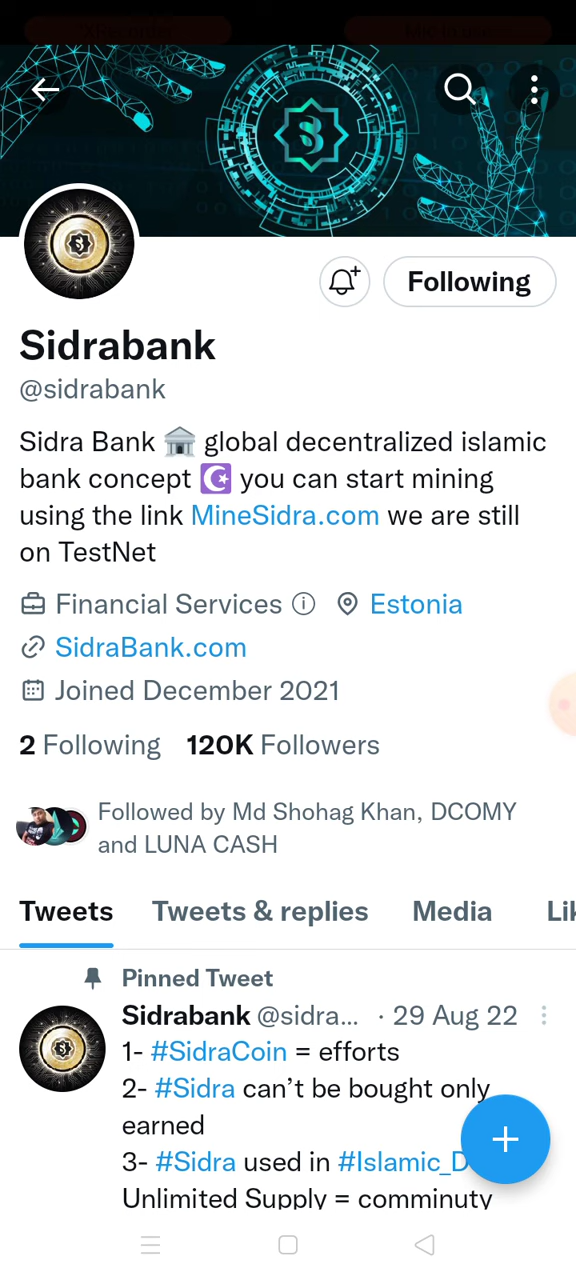 Sidrabank
@sidrabank
Sidra Bank 🏛️ global decentralized islamic
bank concept ☪️ you can start mining
using the link MineSidra.com we are still
on TestNet
Financial Services Estonia
SidraBank.com
Joined December 2021
2 Following 120K Followers
Followed by Md Shohag Khan, DCOMY
and LUNA CASH
Following
Tweets Tweets & replies Media Lik
Pinned Tweet
Sidrabank @sidra... · 29 Aug 22
1- #SidraCoin = efforts
2- #Sidra can't be bought only
earned
3- #Sidra used in #Islamic_D
Unlimited Supply = comminuty